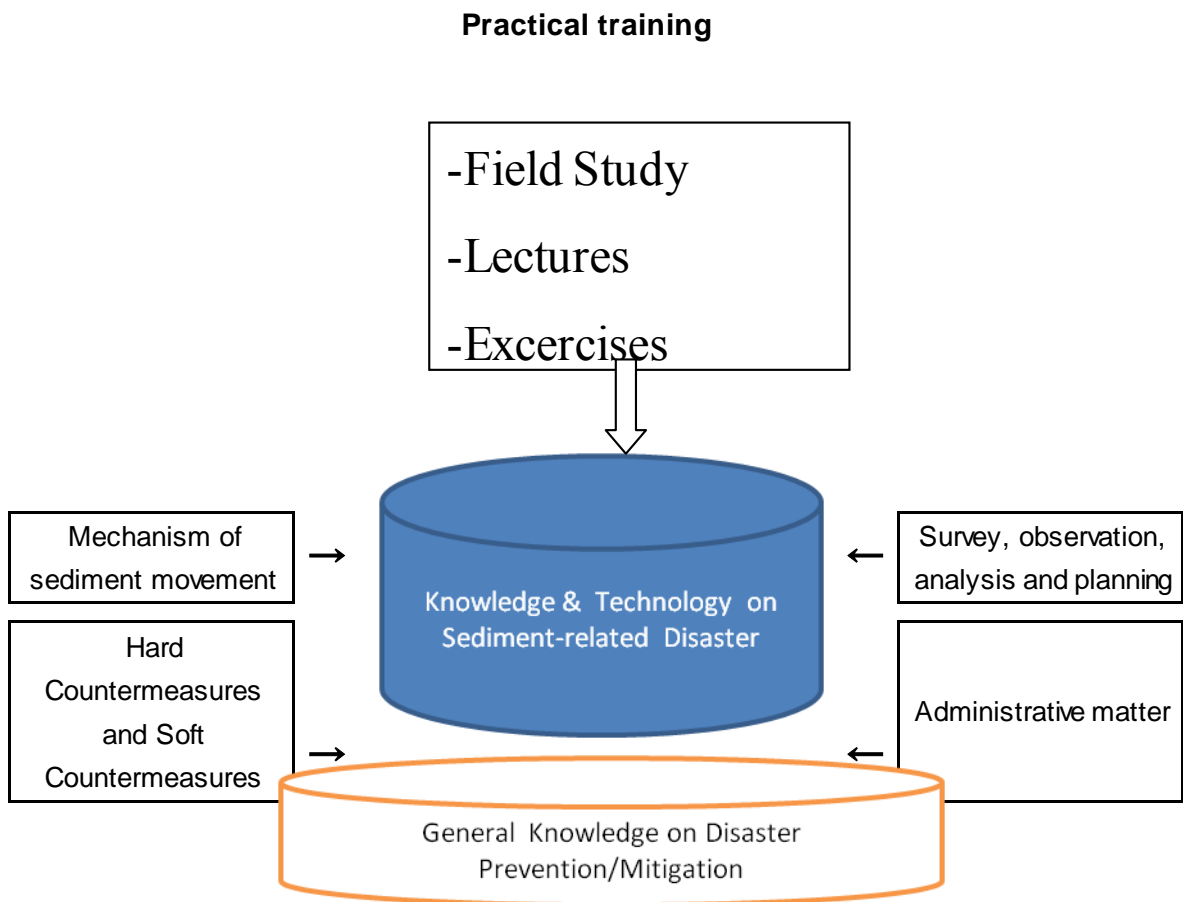 Practical training
-Field Study
-Lectures
-Excercises
Mechanism of
sediment movement
Survey, observation,
analysis and planning
Knowledge & Technology on
Sediment-related Disaster
Hard
Countermeasures
and Soft
Countermeasures
Administrative matter
General Knowledge on Disaster
Prevention/Mitigation